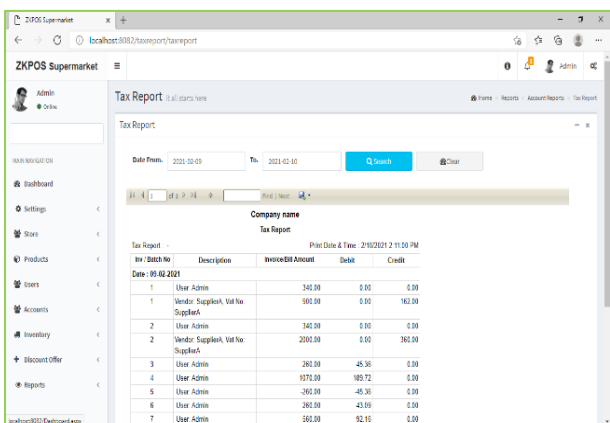 ZKPOS Supermarket
localhost:8082/taxreport/taxreport
ZKPOS Supermarket
Admin
Admin
Online
Tax Report It all starts here
Home Reports Account Reports Tax Report
Tax Report
MAIN NAVIGATION
Date From. 2021-02-09 To. 2021-02-10 Search Clear
Dashboard
Settings
Store
Products
Users
Accounts
Inventory
Discount Offer
Reports
1 of 2 Find | Next
Company name
Tax Report
Tax Report - Print Date & Time : 2/10/2021 2:11:00 PM
Inv / Batch No Description Invoice/Bill Amount Debit Credit
Date : 09-02-2021
1 User: Admin 340.00 0.00 0.00
1 Vendor: SupplierA, Vat No: SupplierA 900.00 0.00 162.00
2 User: Admin 340.00 0.00 0.00
2 Vendor: SupplierA, Vat No: SupplierA 2000.00 0.00 360.00
3 User: Admin 260.00 45.36 0.00
4 User: Admin 1070.00 189.72 0.00
5 User: Admin -260.00 -45.36 0.00
6 User: Admin 260.00 43.09 0.00
7 User: Admin 560.00 92.16 0.00